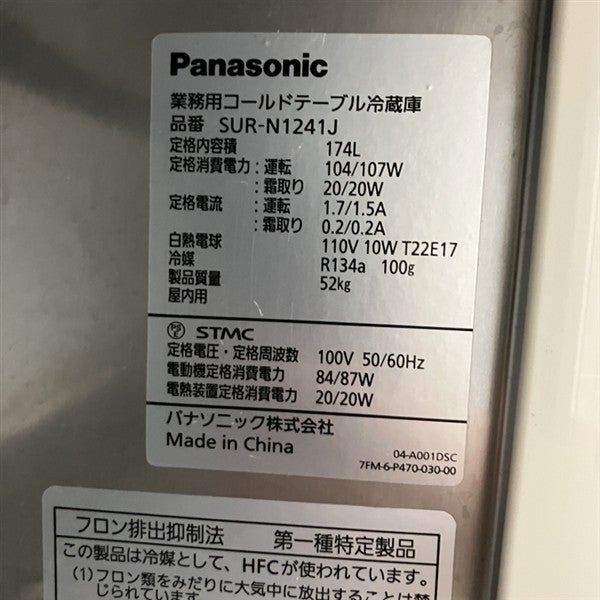 Panasonic
業務用コールドテーブル冷蔵庫
品番 SUR-N1241J
定格内容積 174L
定格消費電力:運転 104/107W
:霜取り 20/20W
定格電流 :運転 1.7/1.5A
:霜取り 0.2/0.2A
白熱電球 110V 10W T22E17
冷媒 R134a 100g
製品質量 52kg
屋内用
PSE STMC
定格電圧・定格周波数 100V 50/60Hz
電動機定格消費電力 84/87W
電熱装置定格消費電力 20/20W
パナソニック株式会社
Made in China
04-A001DSC
7FM-6-P470-030-00
フロン排出抑制法 第一種特定製品
この製品は冷媒として、HFCが使われています。
(1)フロン類をみだりに大気中に放出することは禁
じられています